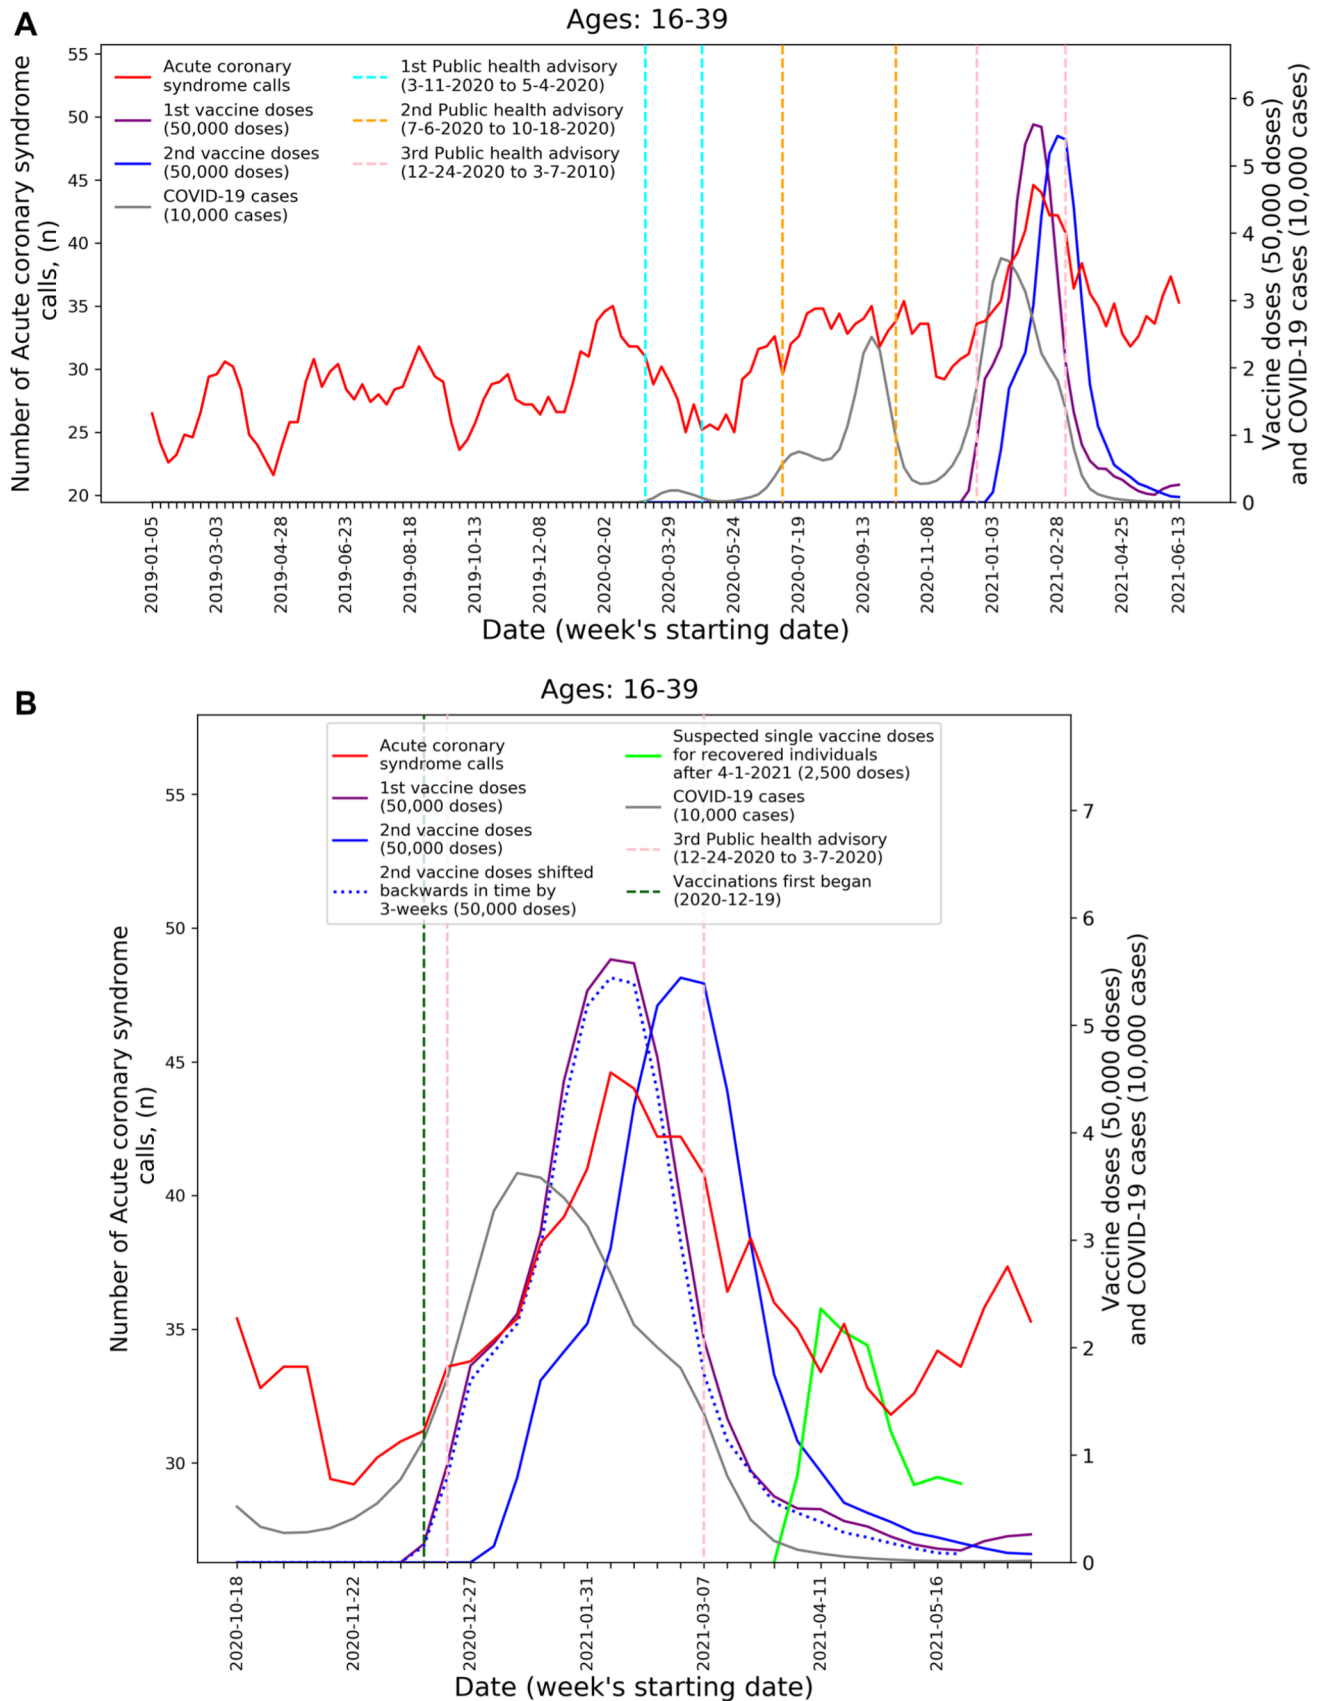 A
Ages: 16-39
Number of Acute coronary syndrome
calls, (n)
55
50
45
40
35
30
25
20
Acute coronary
syndrome calls
1st vaccine doses
(50,000 doses)
2nd vaccine doses
(50,000 doses)
COVID-19 cases
(10,000 cases)
1st Public health advisory
(3-11-2020 to 5-4-2020)
2nd Public health advisory
(7-6-2020 to 10-18-2020)
3rd Public health advisory
(12-24-2020 to 3-7-2010)
6
5
4
3
2
1
0
Vaccine doses (50,000 doses)
and COVID-19 cases (10,000 cases)
2019-01-05
2019-03-03
2019-04-28
2019-06-23
2019-08-18
2019-10-13
2019-12-08
2020-02-02
2020-03-29
2020-05-24
2020-07-19
2020-09-13
2020-11-08
2021-01-03
2021-02-28
2021-04-25
2021-06-13
Date (week's starting date)
B
Ages: 16-39
Number of Acute coronary syndrome
calls, (n)
55
50
45
40
35
30
Acute coronary
syndrome calls
1st vaccine doses
(50,000 doses)
2nd vaccine doses
(50,000 doses)
2nd vaccine doses shifted
backwards in time by
3-weeks (50,000 doses)
Suspected single vaccine doses
for recovered individuals
after 4-1-2021 (2,500 doses)
COVID-19 cases
(10,000 cases)
3rd Public health advisory
(12-24-2020 to 3-7-2020)
Vaccinations first began
(2020-12-19)
7
6
5
4
3
2
1
0
Vaccine doses (50,000 doses)
and COVID-19 cases (10,000 cases)
2020-10-18
2020-11-22
2020-12-27
2021-01-31
2021-03-07
2021-04-11
2021-05-16
Date (week's starting date)